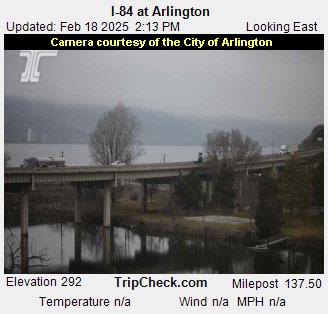 I-84 at Arlington
Updated: Feb 18 2025 2:13 PM Looking East
Camera courtesy of the City of Arlington
Elevation 292 TripCheck.com Milepost 137.50
Temperature n/a Wind n/a MPH n/a